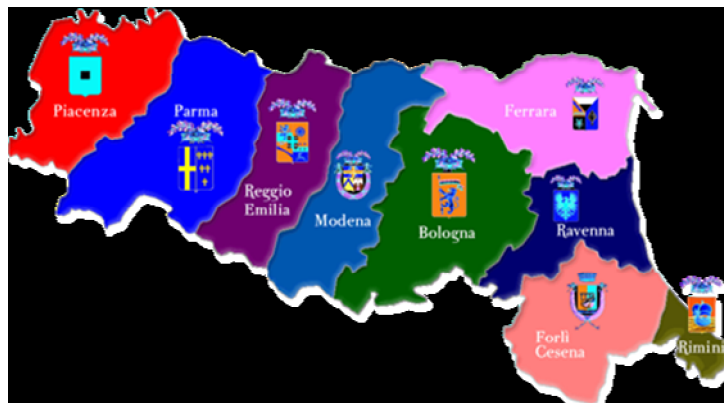 Piacenza
Parma
Reggio
Emilia
Modena
Bologna
Ferrara
Ravenna
Forlì
Cesena
Rimini